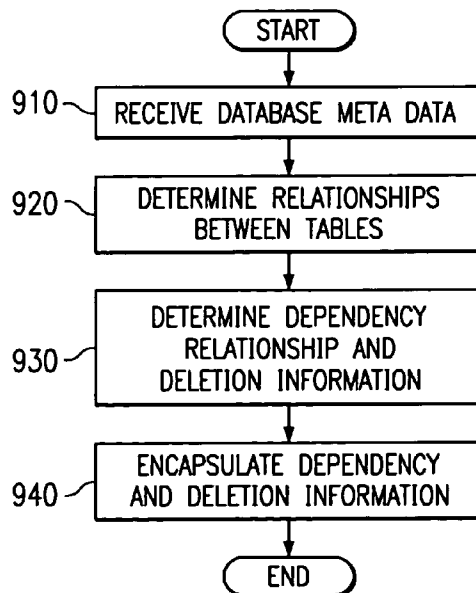 START
910
RECEIVE DATABASE META DATA
920
DETERMINE RELATIONSHIPS
BETWEEN TABLES
930
DETERMINE DEPENDENCY
RELATIONSHIP AND
DELETION INFORMATION
940
ENCAPSULATE DEPENDENCY
AND DELETION INFORMATION
END